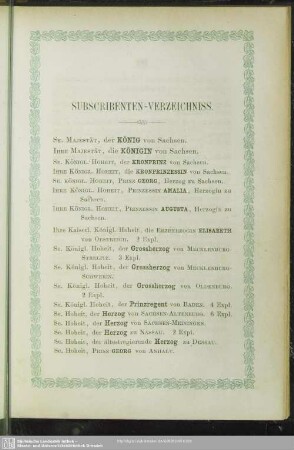 SUBSCRIBENTEN-VERZEICHNISS.
Se. Majestät, der KÖNIG von Sachsen.
Ihre Majestät, die KÖNIGIN von Sachsen.
Se. Königl. Hoheit, der KRONPRINZ von Sachsen.
Ihre Königl. Hoheit, die KRONPRINZESSIN von Sachsen.
Se. Königl. Hoheit, Prinz GEORG, Herzog zu Sachsen.
Ihre Königl. Hoheit, Prinzessin AMALIA, Herzogin zu
Sachsen.
Ihre Königl. Hoheit, Prinzessin AUGUSTA, Herzogin zu
Sachsen.
Ihre Kaiserl. Königl. Hoheit, die Erzherzogin ELISABETH
von Oestreich. 2 Expl.
Se. Königl. Hoheit, der Grossherzog von Mecklenburg-
Strelitz. 3 Expl.
Se. Königl. Hoheit, der Grossherzog von Mecklenburg-
Schwerin.
Se. Königl. Hoheit, der Grossherzog von Oldenburg.
2 Expl.
Se. Königl. Hoheit, der Prinzregent von Baden. 4 Expl.
Se. Hoheit, der Herzog von Sachsen-Altenburg. 6 Expl.
Se. Hoheit, der Herzog von Sachsen-Meiningen.
Se. Hoheit, der Herzog zu Nassau. 2 Expl.
Se. Hoheit, der ältestregierende Herzog zu Dessau.
Se. Hoheit, Prinz GEORG von Anhalt.